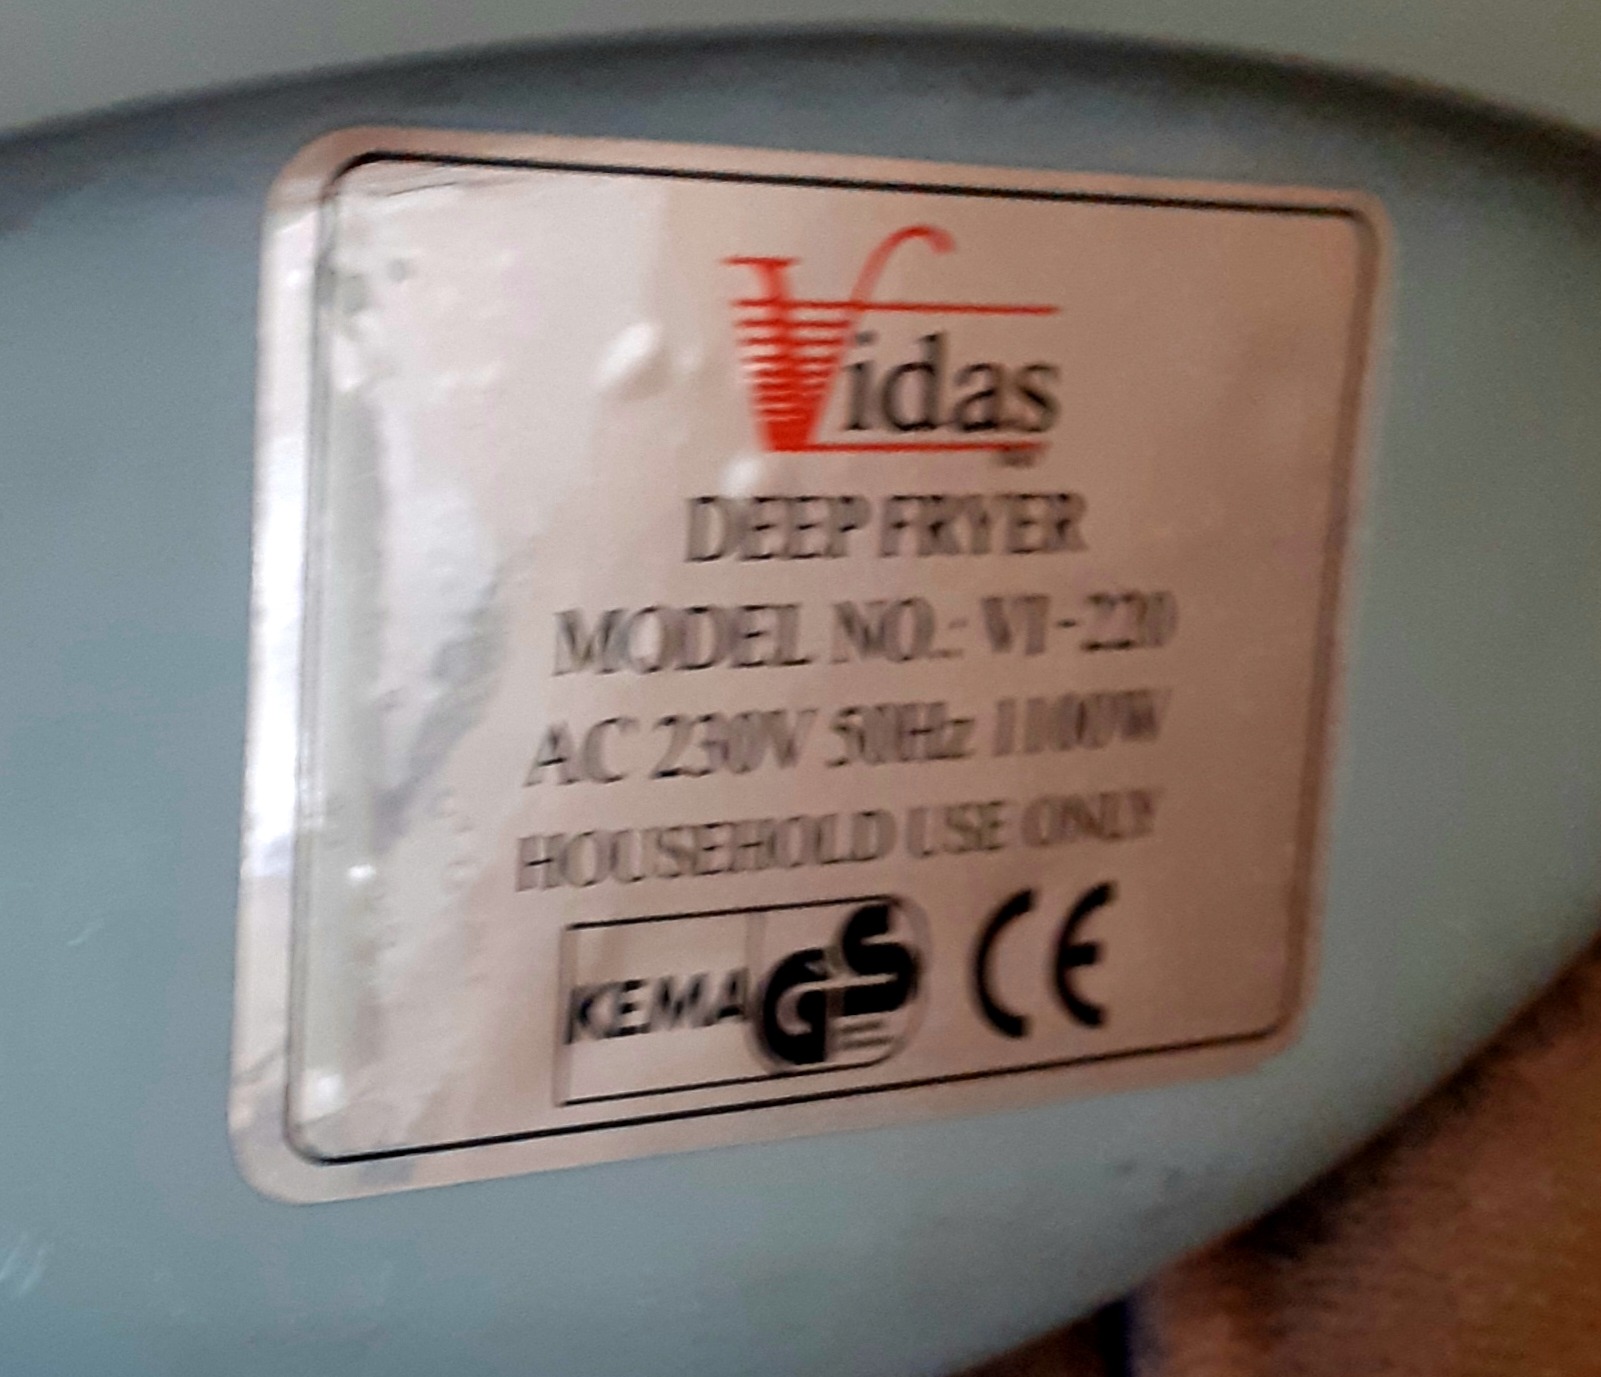 Vidas
DEEP FRYER
MODEL NO.: VI-220
AC 230V 50Hz 1100W
HOUSEHOLD USE ONLY
KEMA GS CE